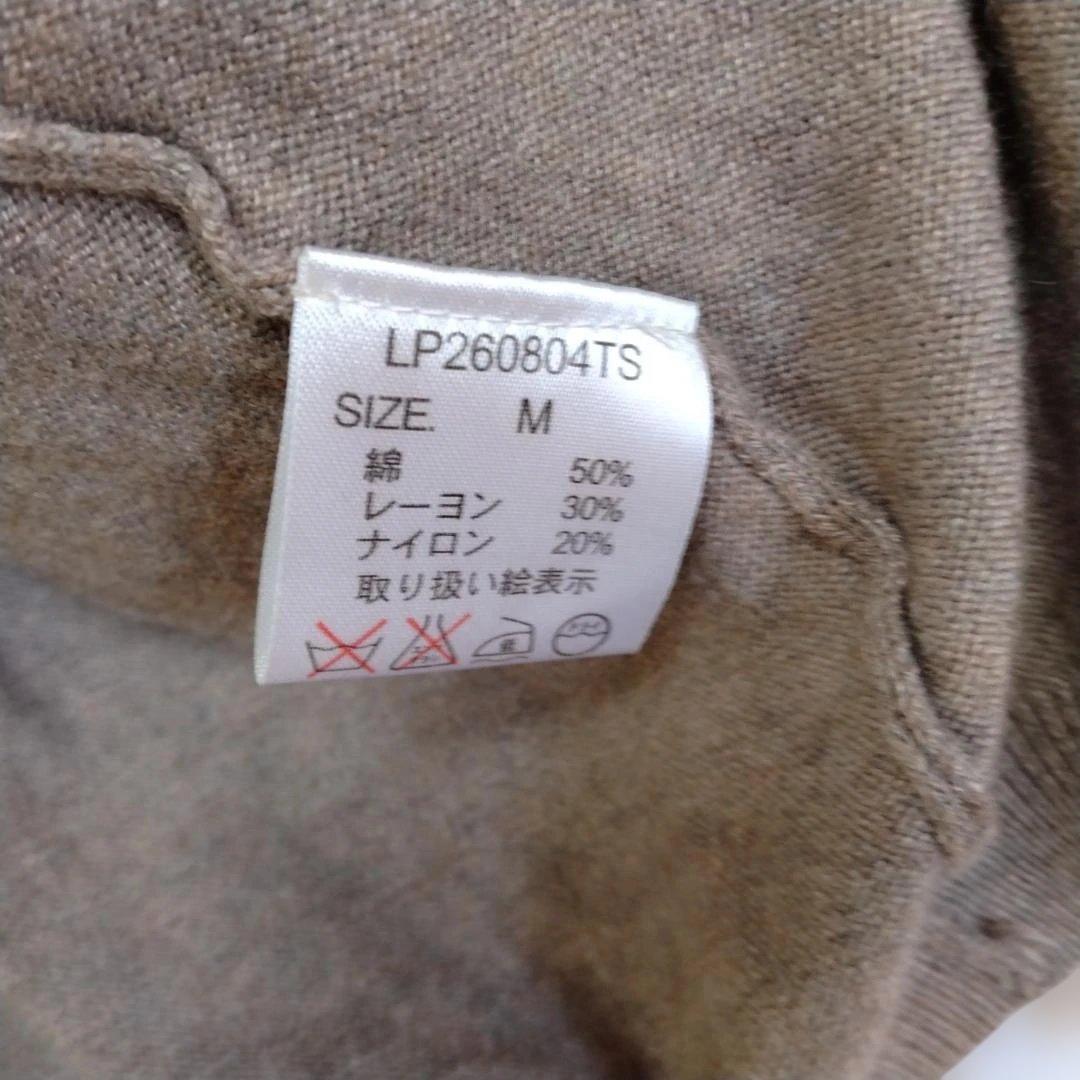 LP260804TS
SIZE. M
綿 50%
レーヨン 30%
ナイロン 20%
取り扱い絵表示